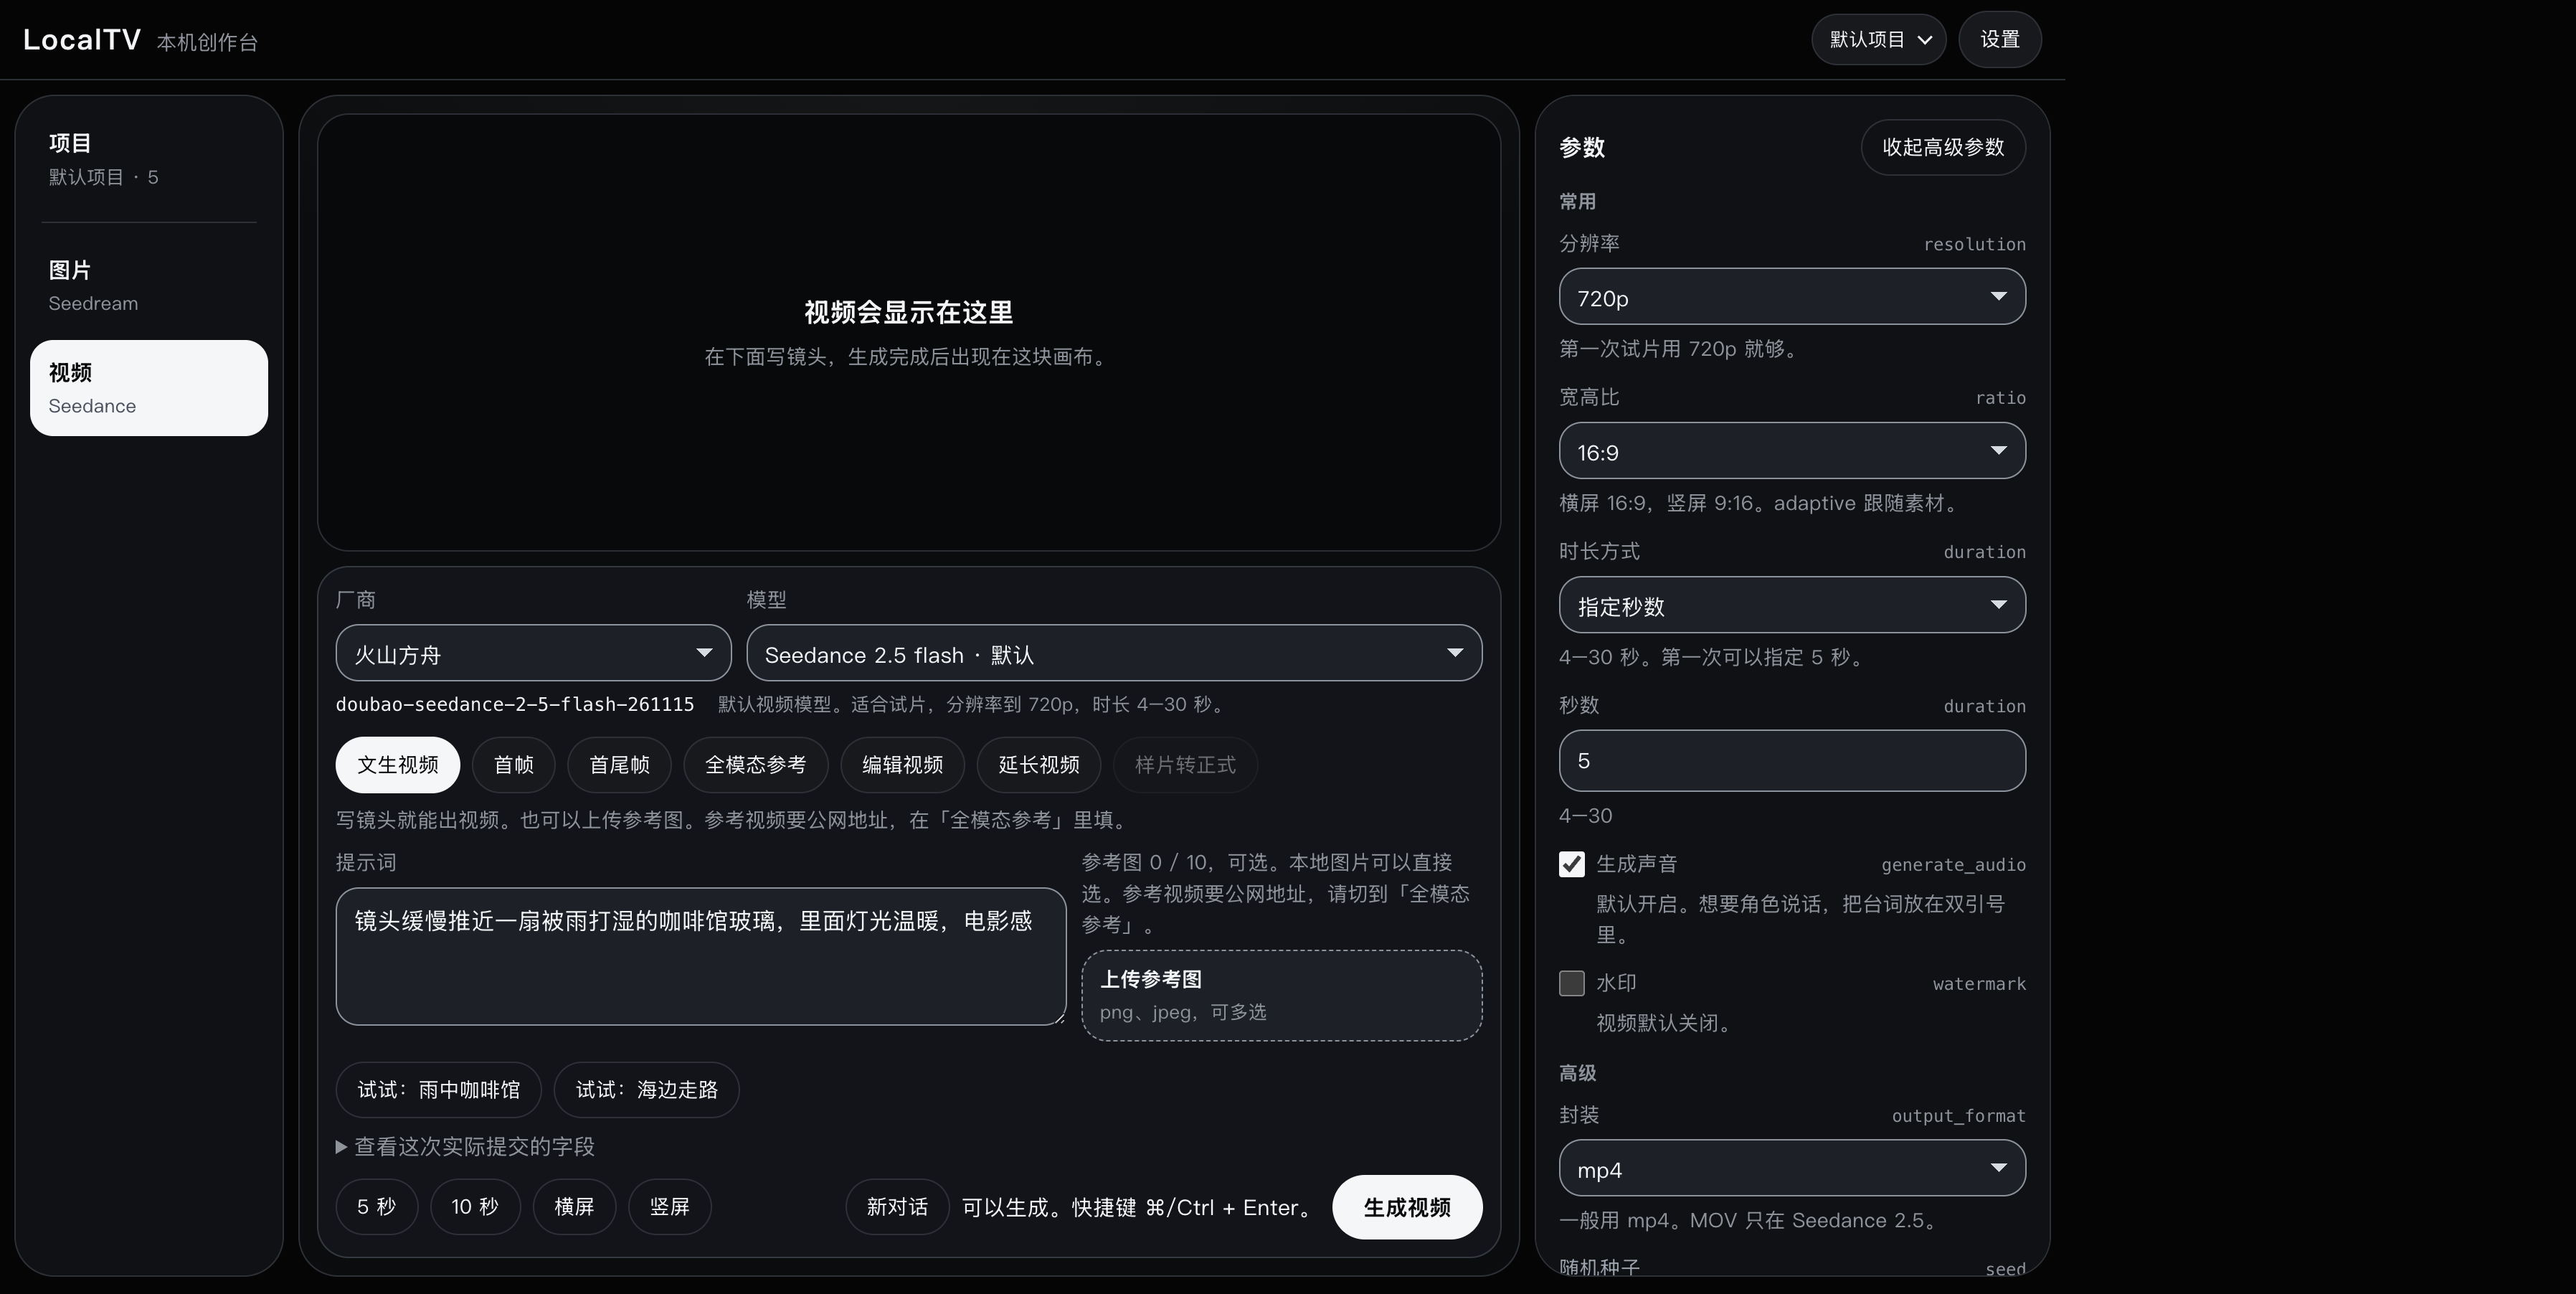 LocalTV 本机创作台
默认项目
设置
项目
默认项目 · 5
图片
Seedream
视频
Seedance
视频会显示在这里
在下面写镜头，生成完成后出现在这块画布。
厂商
模型
火山方舟
Seedance 2.5 flash · 默认
doubao-seedance-2-5-flash-261115 默认视频模型。适合试片，分辨率到 720p，时长 4—30 秒。
文生视频
首帧
首尾帧
全模态参考
编辑视频
延长视频
样片转正式
写镜头就能出视频。也可以上传参考图。参考视频要公网地址，在「全模态参考」里填。
提示词
镜头缓慢推近一扇被雨打湿的咖啡馆玻璃，里面灯光温暖，电影感
参考图 0 / 10，可选。本地图片可以直接
选。参考视频要公网地址，请切到「全模态
参考」。
上传参考图
png、jpeg，可多选
试试：雨中咖啡馆
试试：海边走路
查看这次实际提交的字段
5 秒
10 秒
横屏
竖屏
新对话
可以生成。快捷键 ⌘/Ctrl + Enter。
生成视频
参数
收起高级参数
常用
分辨率 resolution
720p
第一次试片用 720p 就够。
宽高比 ratio
16:9
横屏 16:9，竖屏 9:16。adaptive 跟随素材。
时长方式 duration
指定秒数
4—30 秒。第一次可以指定 5 秒。
秒数 duration
5
4—30
生成声音 generate_audio
默认开启。想要角色说话，把台词放在双引号
里。
水印 watermark
视频默认关闭。
高级
封装 output_format
mp4
一般用 mp4。MOV 只在 Seedance 2.5。
随机种子 seed